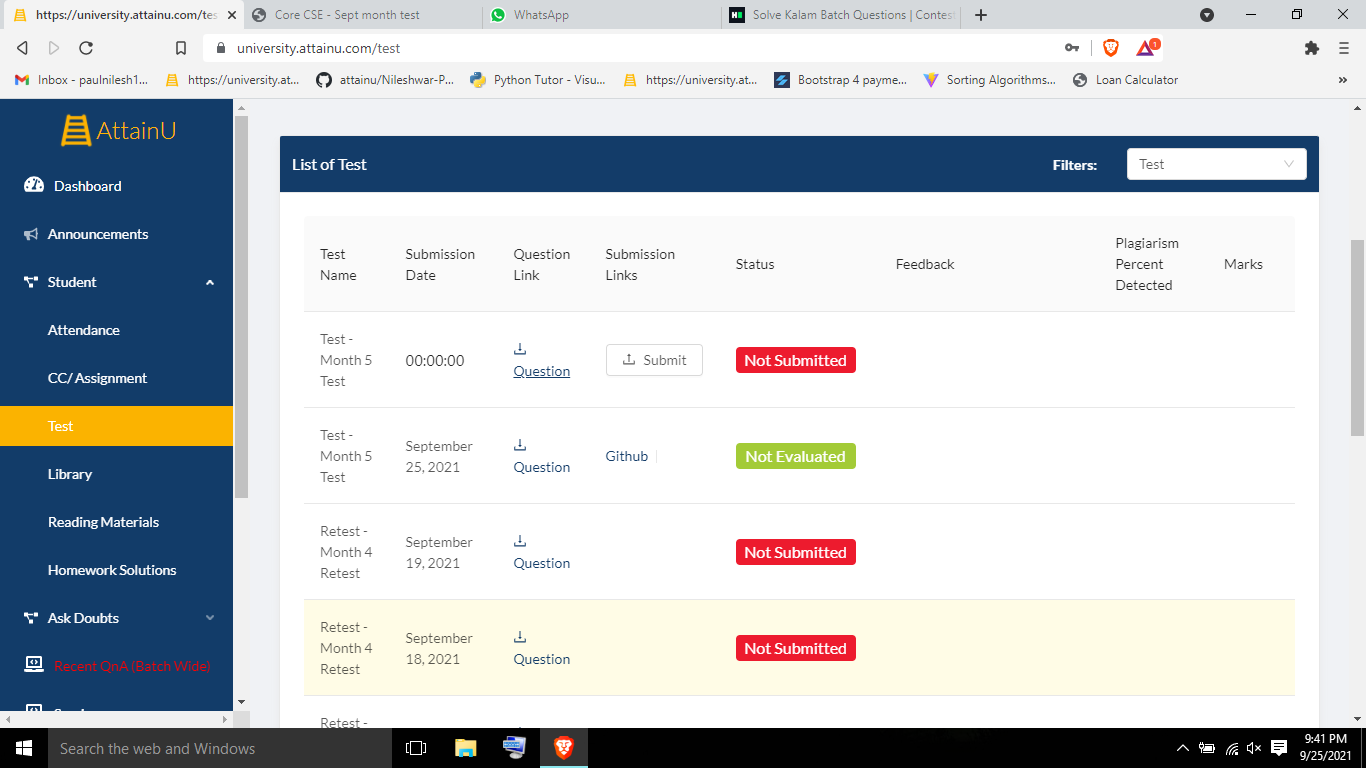 https://university.attainu.com/tes
Core CSE - Sept month test
WhatsApp
Solve Kalam Batch Questions | Contest
university.attainu.com/test
1
Inbox - paulnilesh1...
https://university.at...
attainu/Nileshwar-P...
Python Tutor - Visu...
https://university.at...
Bootstrap 4 payme...
Sorting Algorithms...
Loan Calculator
»
AttainU
Dashboard
Announcements
Student
Attendance
CC/ Assignment
Test
Library
Reading Materials
Homework Solutions
Ask Doubts
Recent QnA (Batch Wide)
List of Test
Filters:
Test
Test
Name
Submission
Date
Question
Link
Submission
Links
Status
Feedback
Plagiarism
Percent
Detected
Marks
Test -
Month 5
Test
00:00:00
Question
Submit
Not Submitted
Test -
Month 5
Test
September
25, 2021
Question
Github
Not Evaluated
Retest -
Month 4
Retest
September
19, 2021
Question
Not Submitted
Retest -
Month 4
Retest
September
18, 2021
Question
Not Submitted
Retest -
Search the web and Windows
9:41 PM
9/25/2021